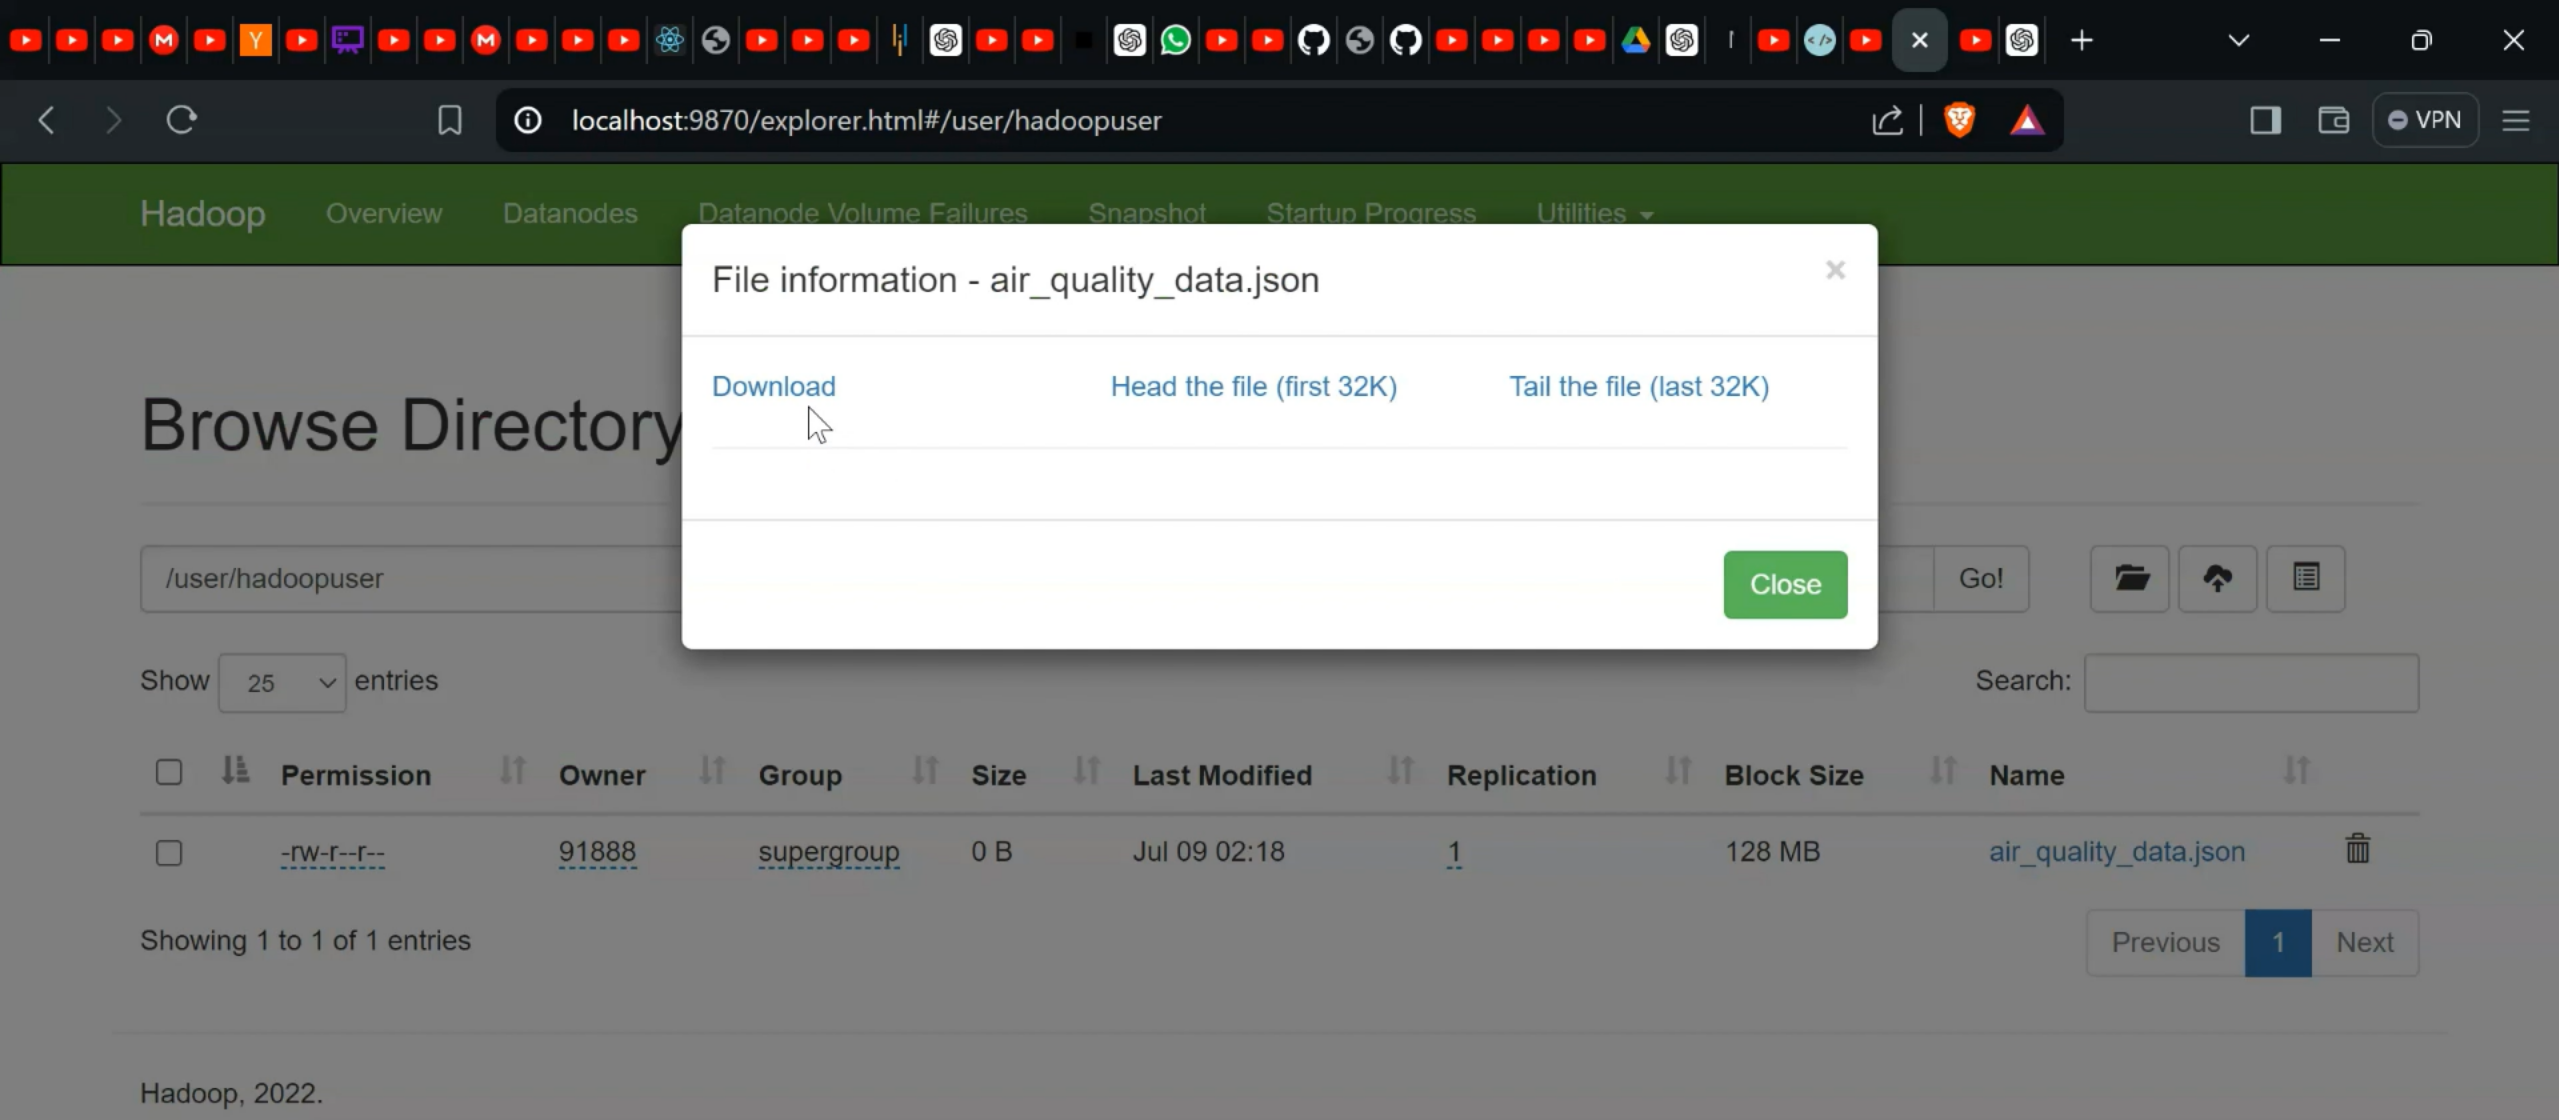 localhost:9870/explorer.html#/user/hadoopuser
VPN
Hadoop Overview Datanodes Datanode Volume Failures Snapshot Startup Progress Utilities
File information - air_quality_data.json
×
Download Head the file (first 32K) Tail the file (last 32K)
Close
Browse Directory
/user/hadoopuser Go!
Show 25 entries Search:
Permission Owner Group Size Last Modified Replication Block Size Name
-rw-r--r-- 91888 supergroup 0 B Jul 09 02:18 1 128 MB air_quality_data.json
Showing 1 to 1 of 1 entries
Previous 1 Next
Hadoop, 2022.